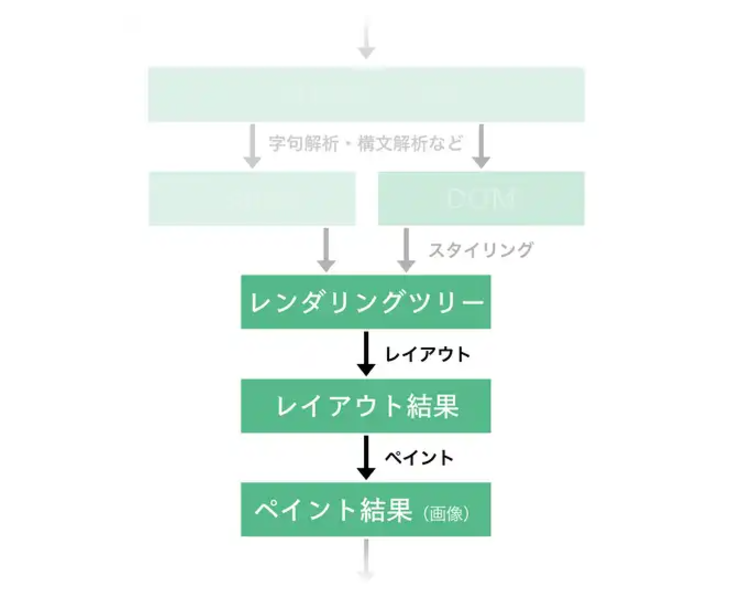 字句解析・構文解析など
DOM
スタイリング
レンダリングツリー
レイアウト
レイアウト結果
ペイント
ペイント結果（画像）